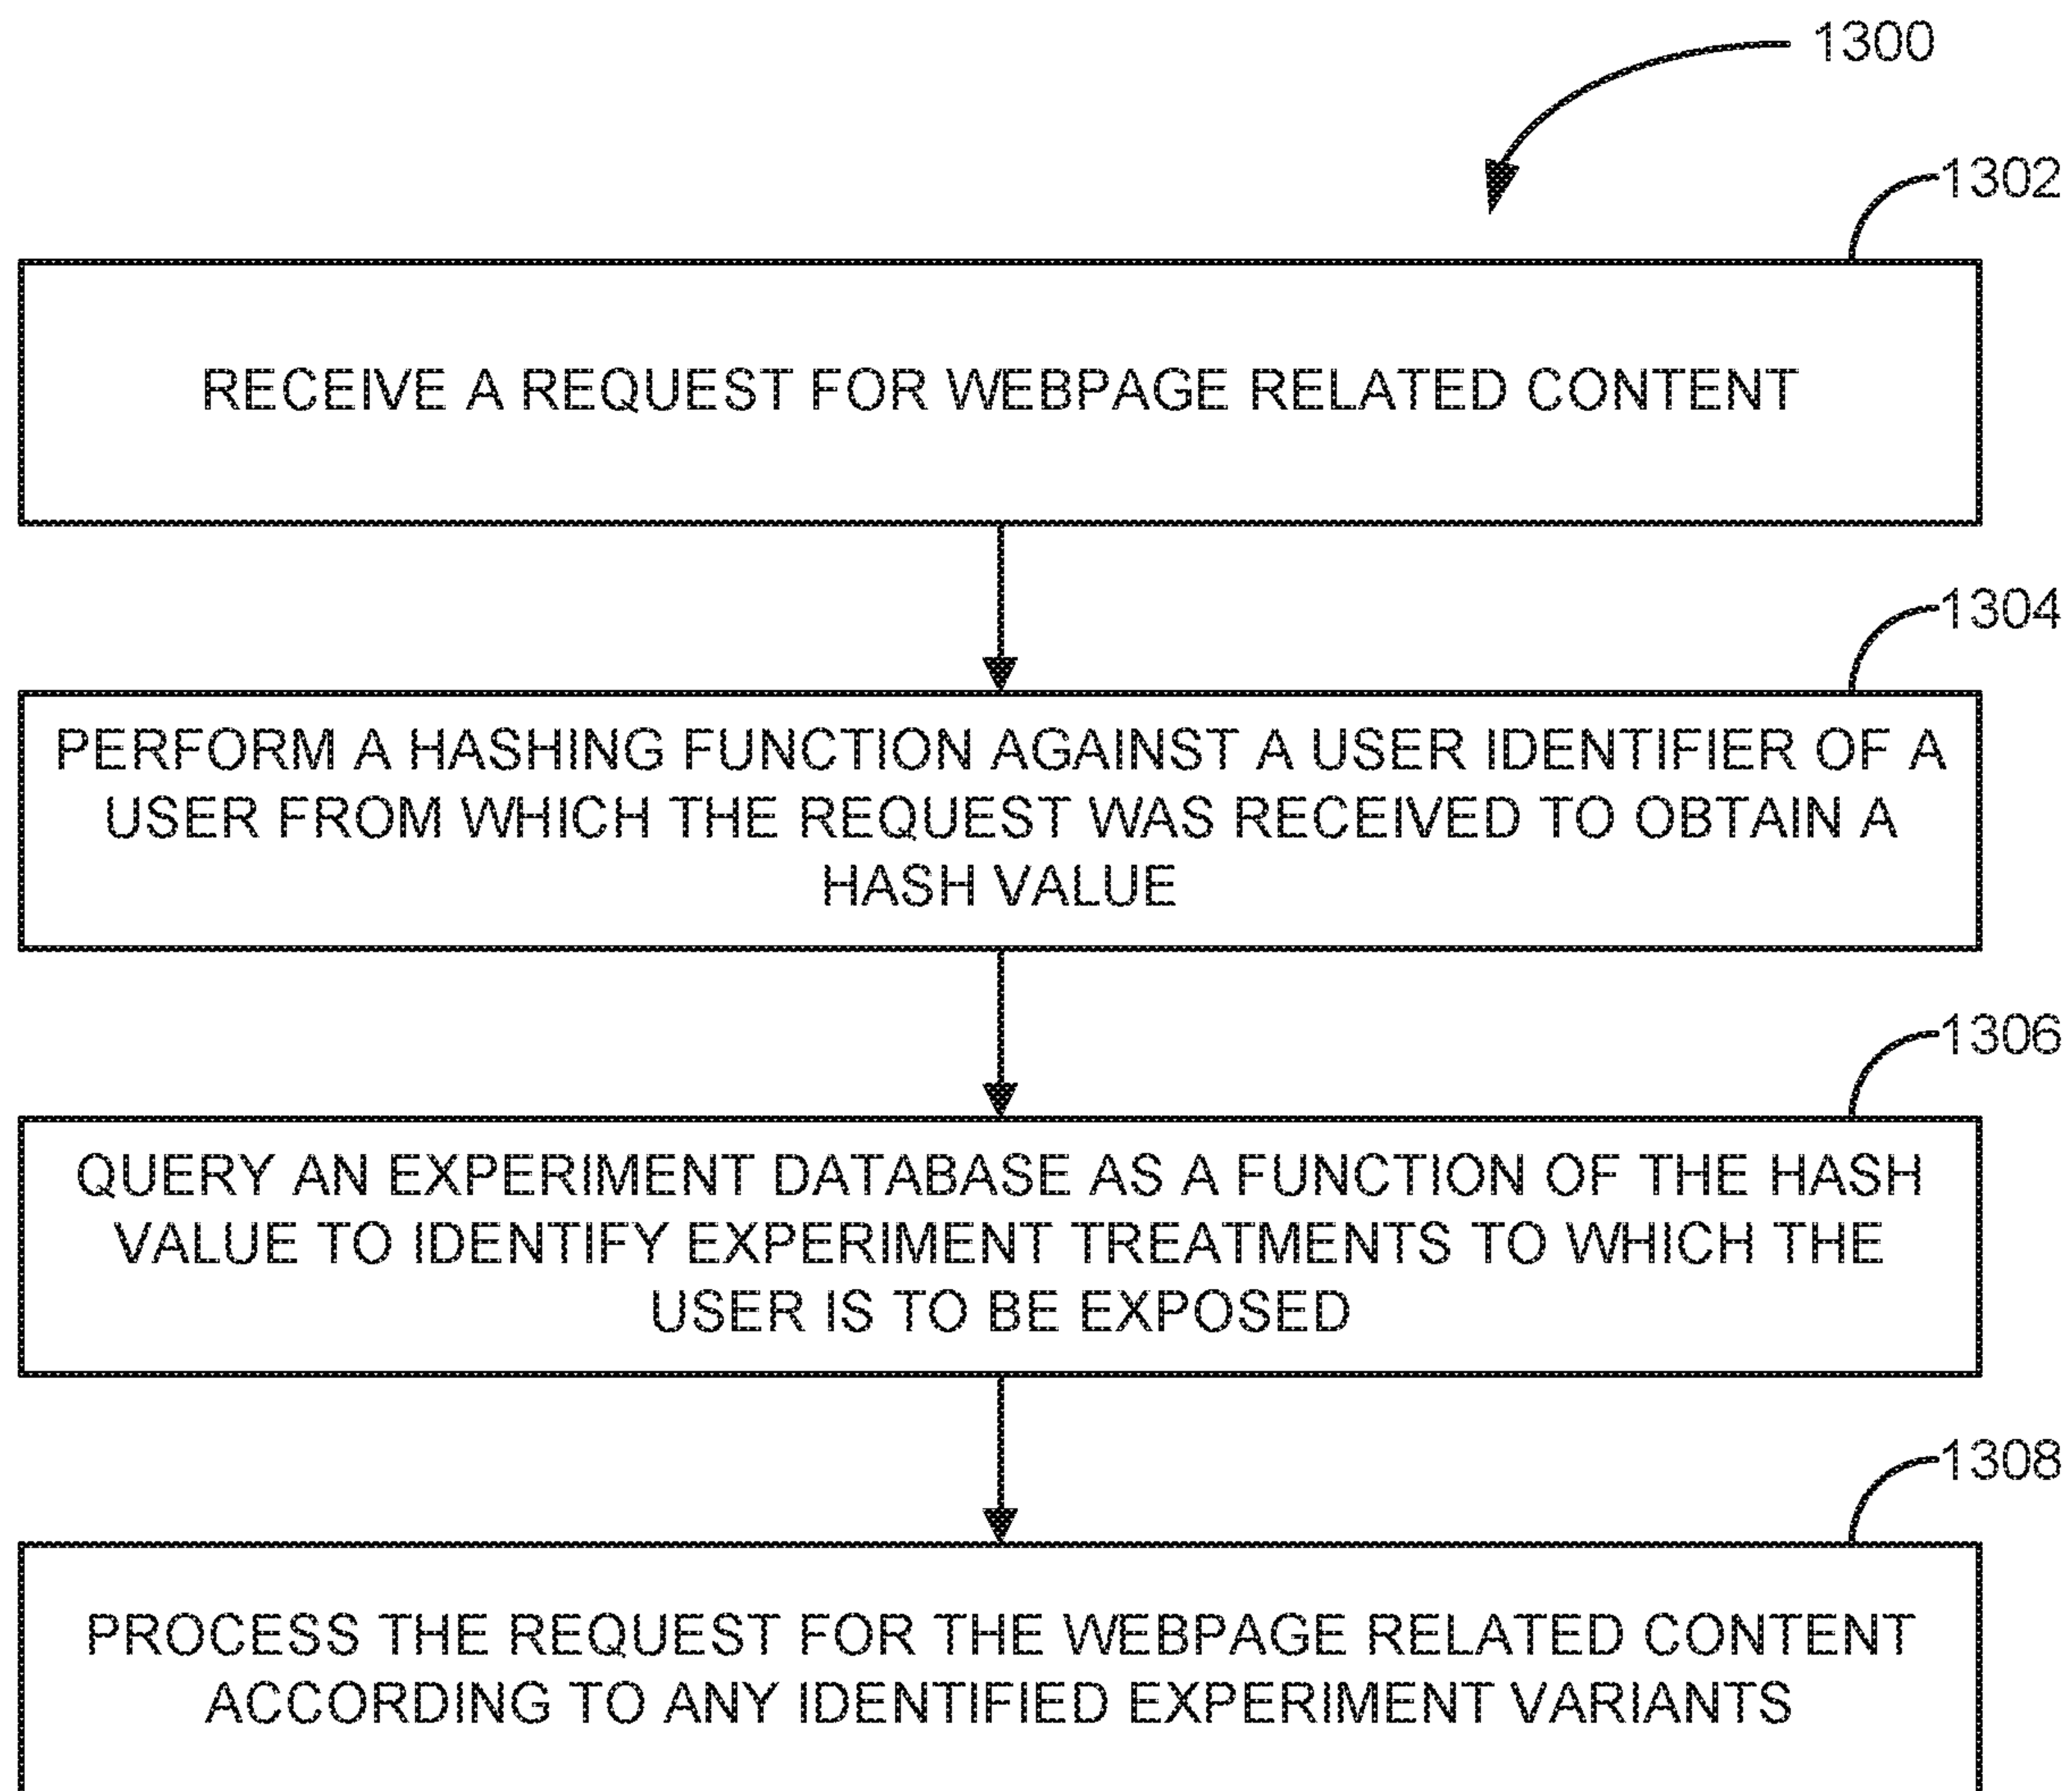 1300
1302
RECEIVE A REQUEST FOR WEBPAGE RELATED CONTENT
1304
PERFORM A HASHING FUNCTION AGAINST A USER IDENTIFIER OF A
USER FROM WHICH THE REQUEST WAS RECEIVED TO OBTAIN A
HASH VALUE
1306
QUERY AN EXPERIMENT DATABASE AS A FUNCTION OF THE HASH
VALUE TO IDENTIFY EXPERIMENT TREATMENTS TO WHICH THE
USER IS TO BE EXPOSED
1308
PROCESS THE REQUEST FOR THE WEBPAGE RELATED CONTENT
ACCORDING TO ANY IDENTIFIED EXPERIMENT VARIANTS